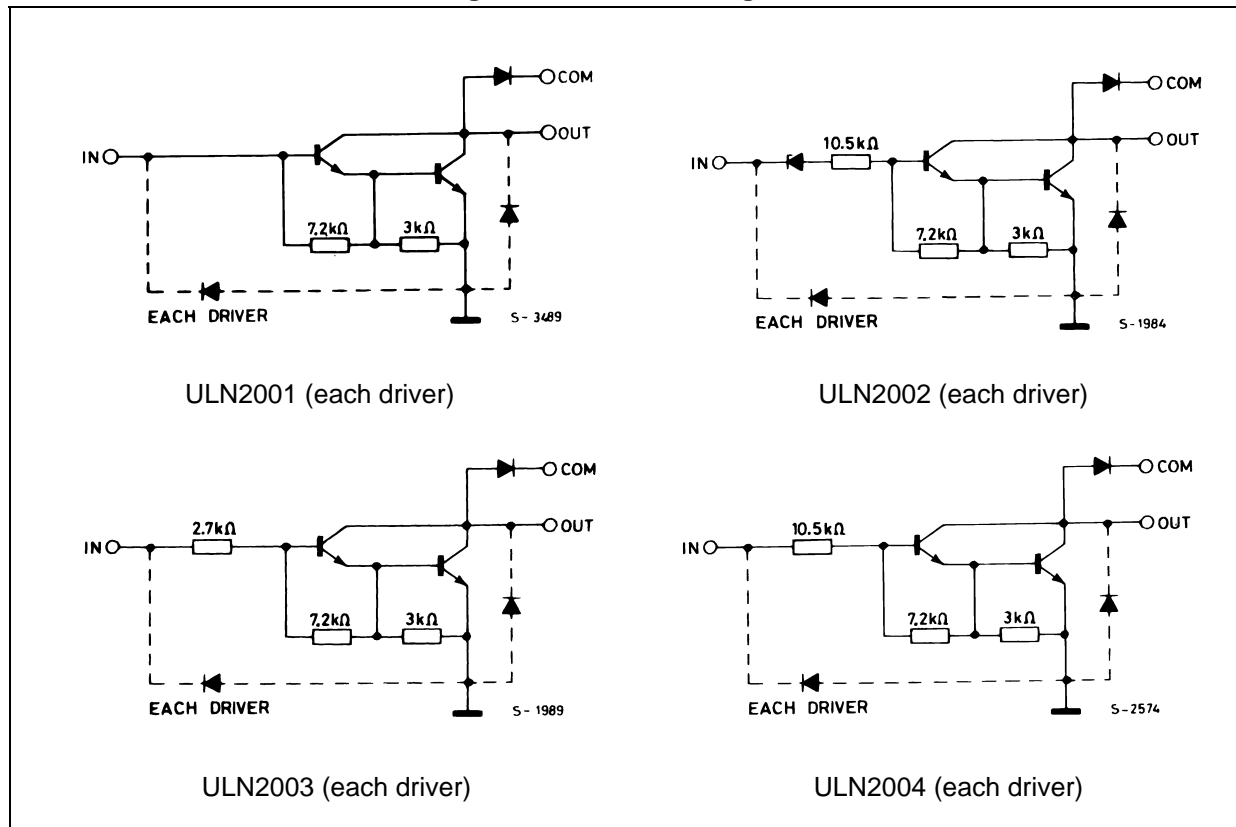 COM
OUT
IN
7.2kΩ
3kΩ
EACH DRIVER
S- 3489
ULN2001 (each driver)
COM
OUT
10.5kΩ
IN
7.2kΩ
3kΩ
EACH DRIVER
S-1984
ULN2002 (each driver)
COM
OUT
2.7kΩ
IN
7.2kΩ
3kΩ
EACH DRIVER
S- 1989
ULN2003 (each driver)
COM
OUT
10.5kΩ
IN
7.2kΩ
3kΩ
EACH DRIVER
S-2574
ULN2004 (each driver)